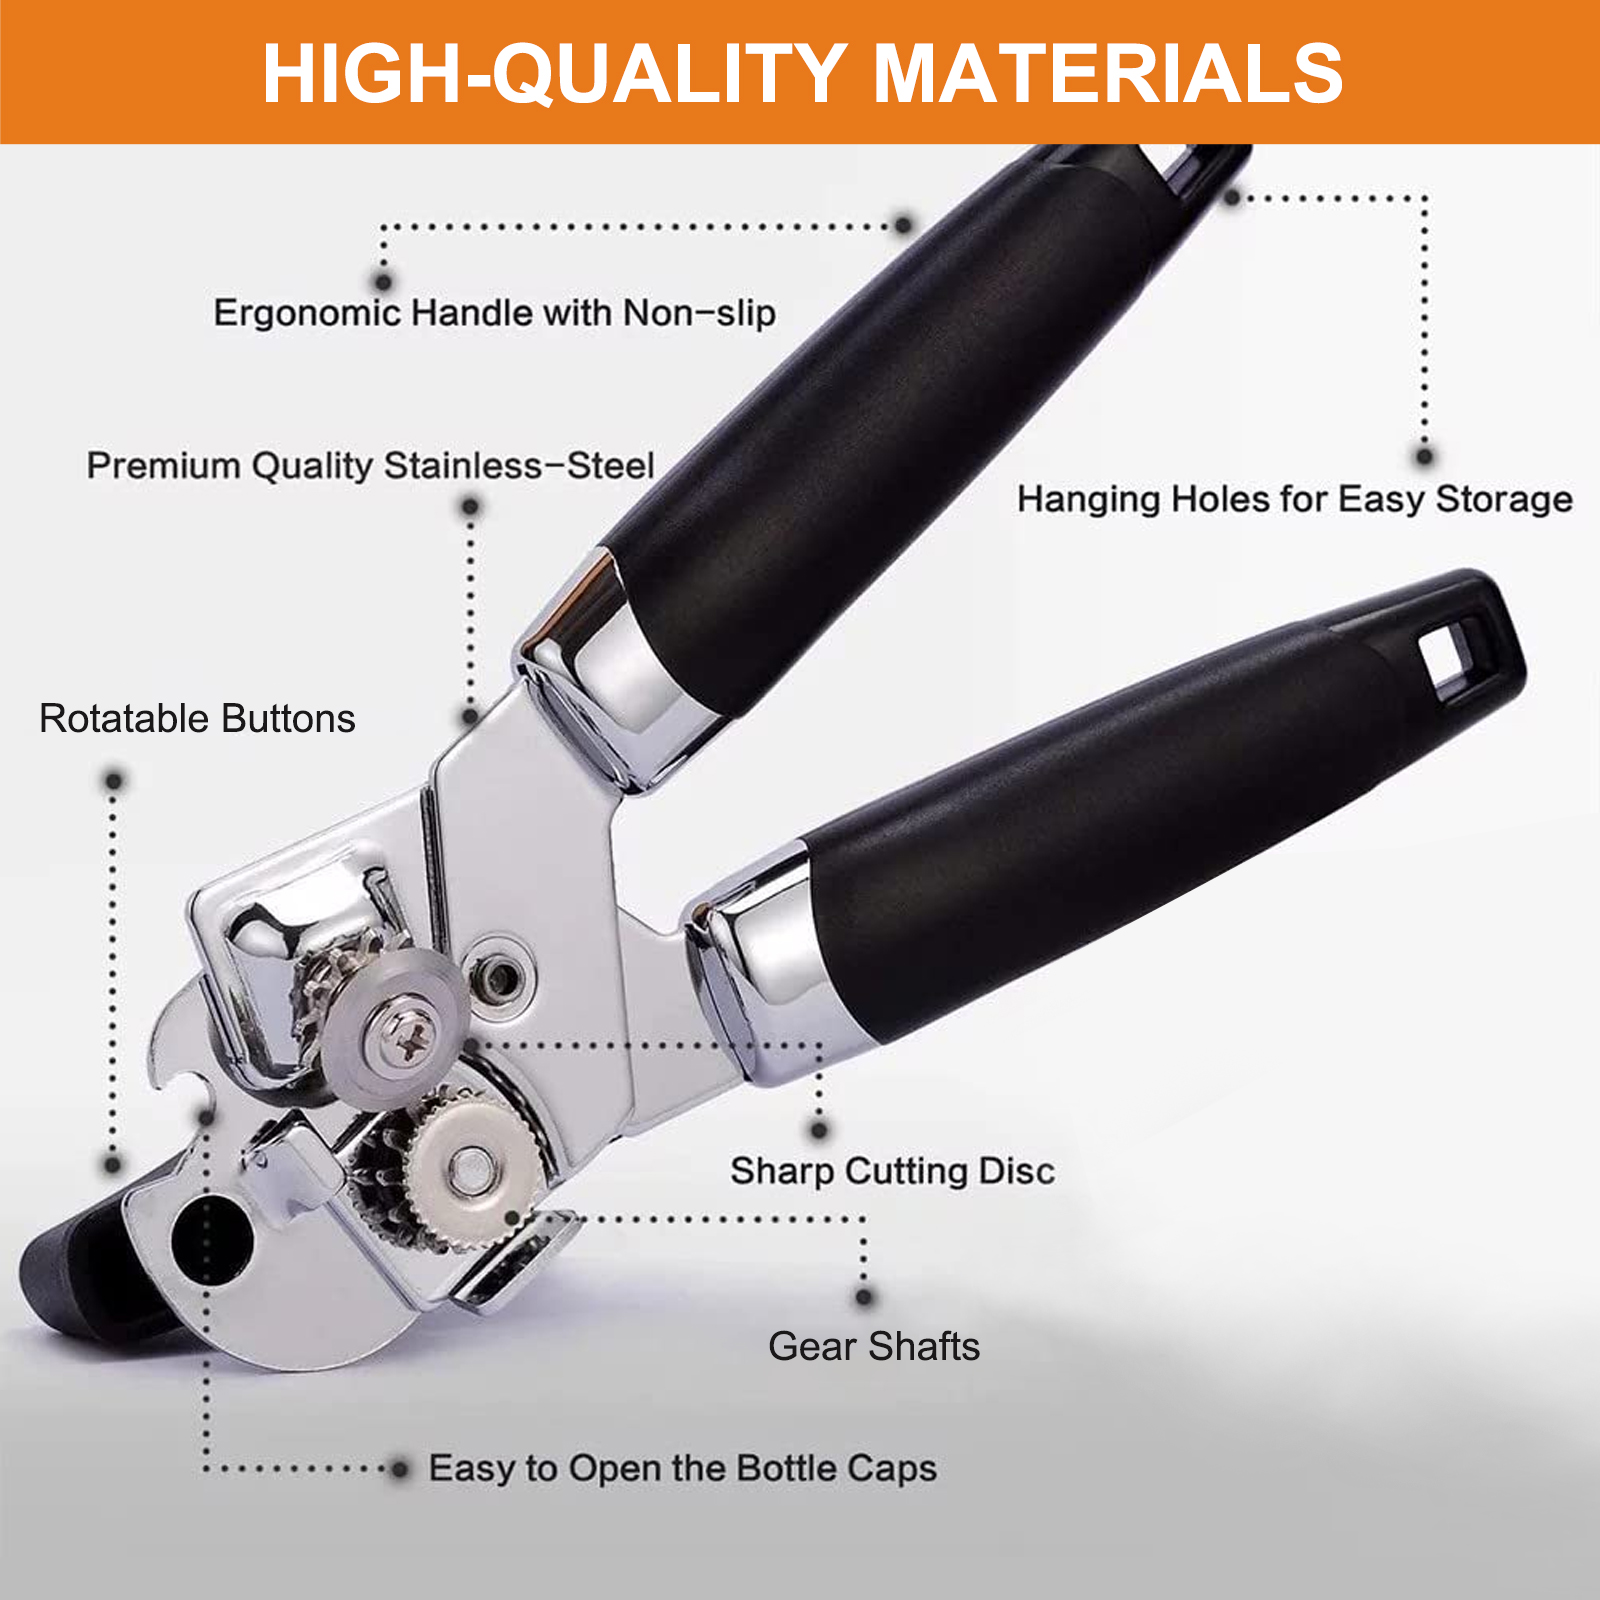 HIGH-QUALITY MATERIALS
Ergonomic Handle with Non-slip
Premium Quality Stainless-Steel
Hanging Holes for Easy Storage
Rotatable Buttons
Sharp Cutting Disc
Gear Shafts
Easy to Open the Bottle Caps